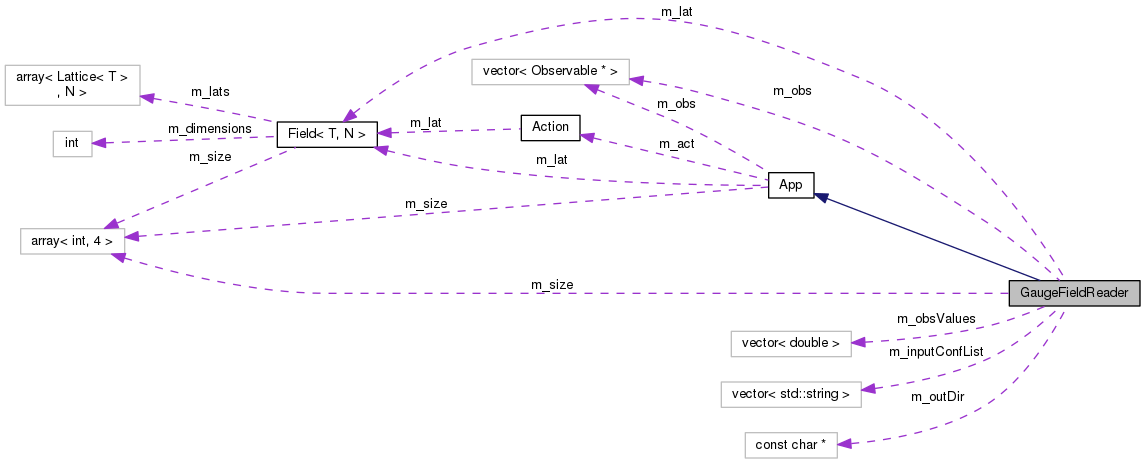 m_lat
array< Lattice< T >
, N >
m_lats
vector< Observable * >
m_obs
m_obs
int
m_dimensions
Field< T, N >
m_lat
Action
m_size
m_lat
m_act
App
m_size
array< int, 4 >
m_size
GaugeFieldReader
m_obsValues
vector< double >
m_inputConfList
vector< std::string >
m_outDir
const char *